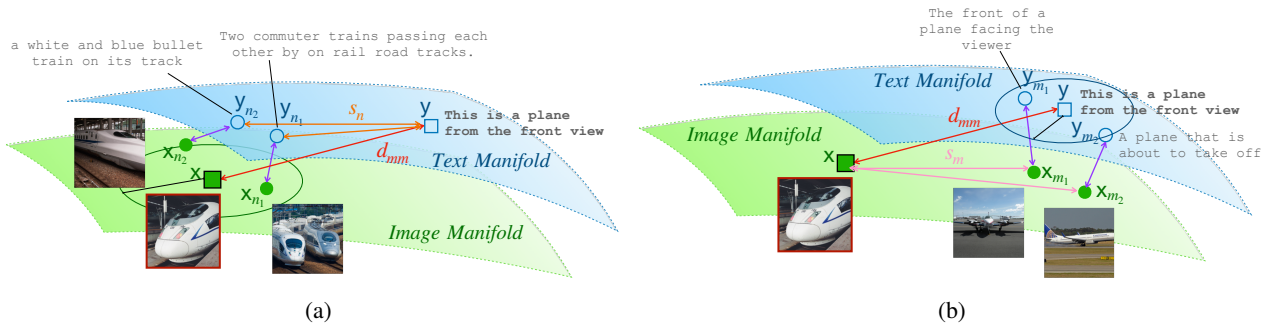 a white and blue bullet
train on its track
Two commuter trains passing each
other by on rail road tracks.
y_{n_2}
y_{n_1}
s_n
y
This is a plane
from the front view
x_{n_2}
d_{mm}
Text Manifold
x
x_{n_1}
Image Manifold
(a)
The front of a
plane facing the
viewer
Text Manifold
y_{m_1}
y
This is a plane
from the front view
d_{mm}
Image Manifold
y_{m_2}
A plane that is
about to take off
x
s_m
x_{m_1}
x_{m_2}
(b)